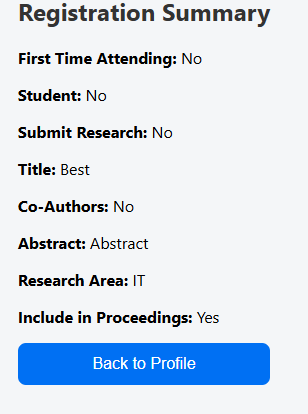 Registration Summary
First Time Attending: No
Student: No
Submit Research: No
Title: Best
Co-Authors: No
Abstract: Abstract
Research Area: IT
Include in Proceedings: Yes
Back to Profile